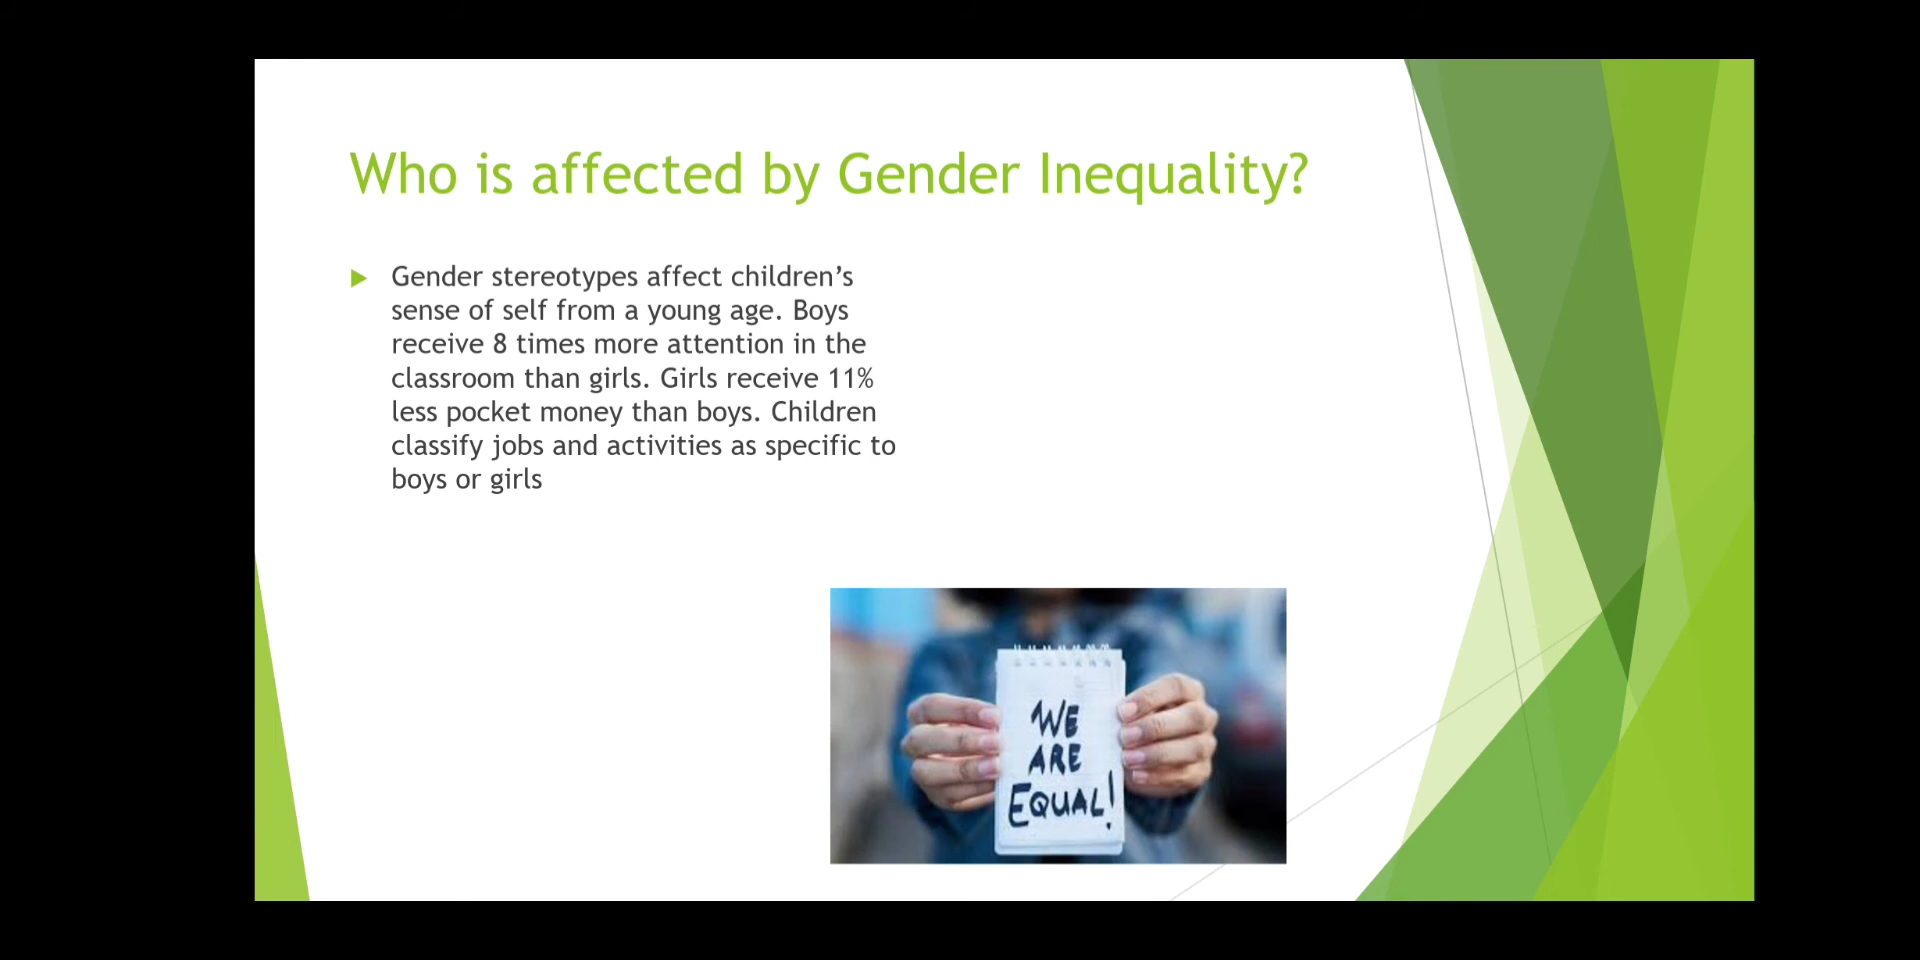 Who is affected by Gender Inequality?
Gender stereotypes affect children’s
sense of self from a young age. Boys
receive 8 times more attention in the
classroom than girls. Girls receive 11%
less pocket money than boys. Children
classify jobs and activities as specific to
boys or girls
WE
ARE
EQUAL!